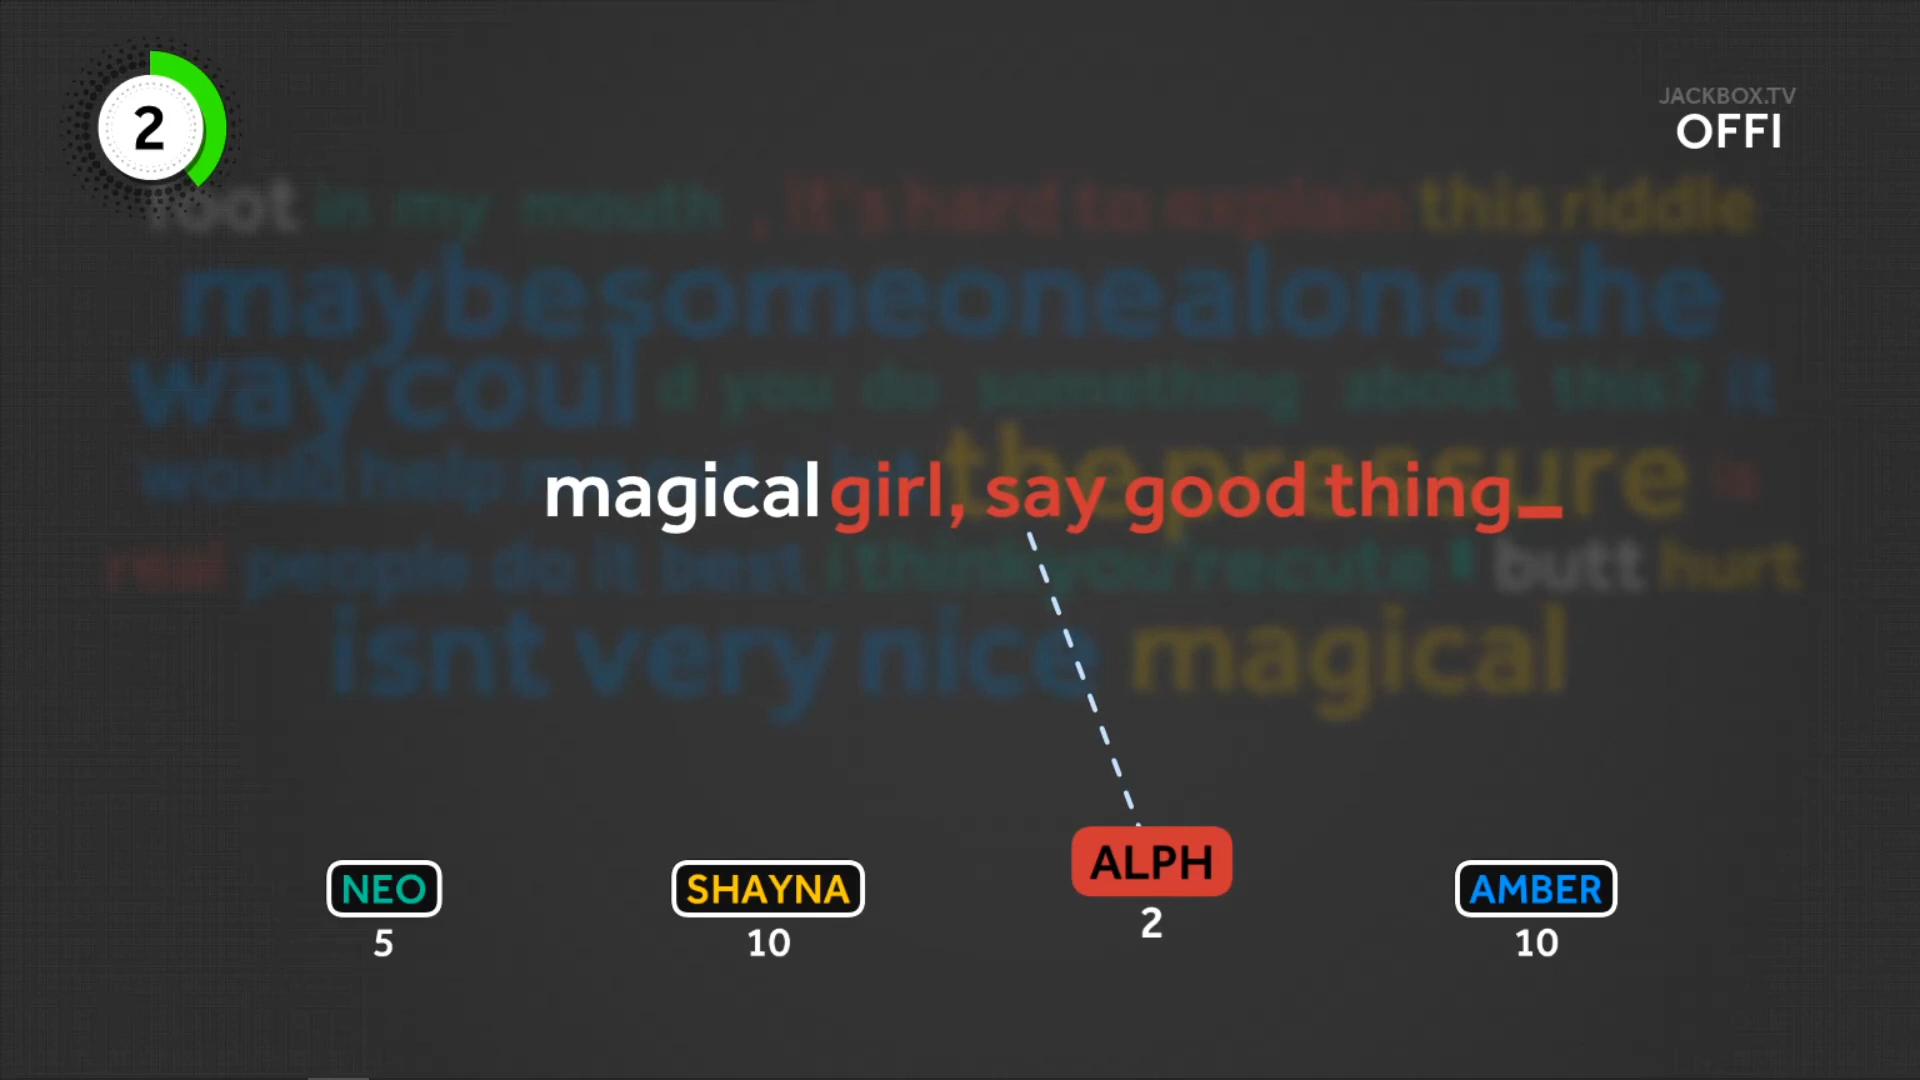 2
JACKBOX.TV
OFFI
foot in my mouth , it's hard to explain this riddle
maybe someone along the
way coul d you do something about this? it
would help
the pressure is
magical girl, say good thing_
real people do it best i think you're cute butt hurt
isnt very nice magical
NEO SHAYNA ALPH AMBER
5 10 2 10